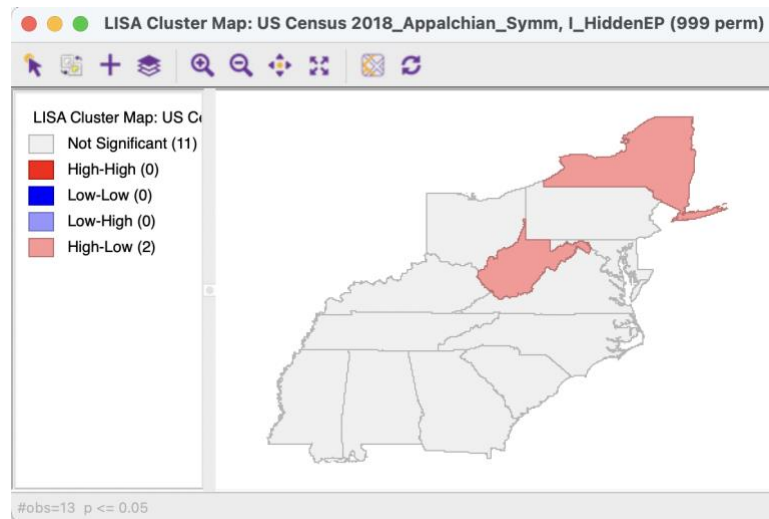 LISA Cluster Map: US Census 2018_Appalchian_Symm, I_HiddenEP (999 perm)
LISA Cluster Map: US Ce
Not Significant (11)
High-High (0)
Low-Low (0)
Low-High (0)
High-Low (2)
#obs=13 p <= 0.05